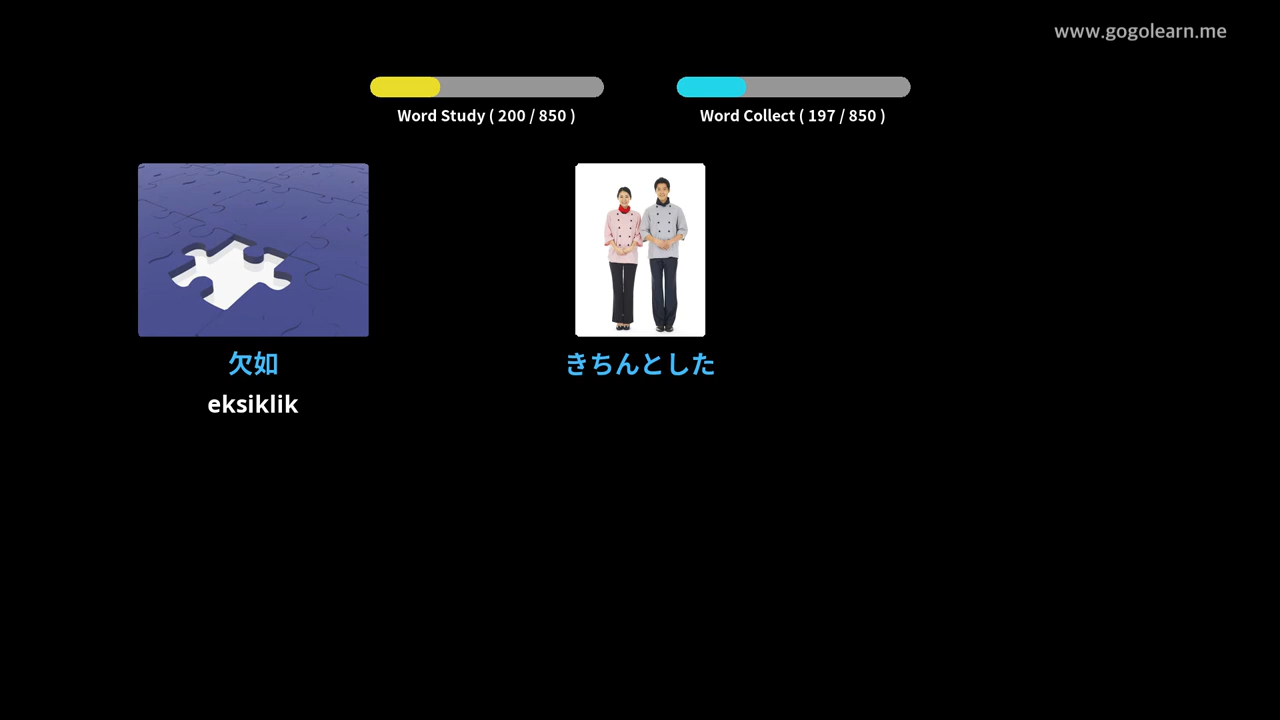 www.gogolearn.me
Word Study ( 200 / 850 )
Word Collect ( 197 / 850 )
欠如
eksiklik
きちんとした